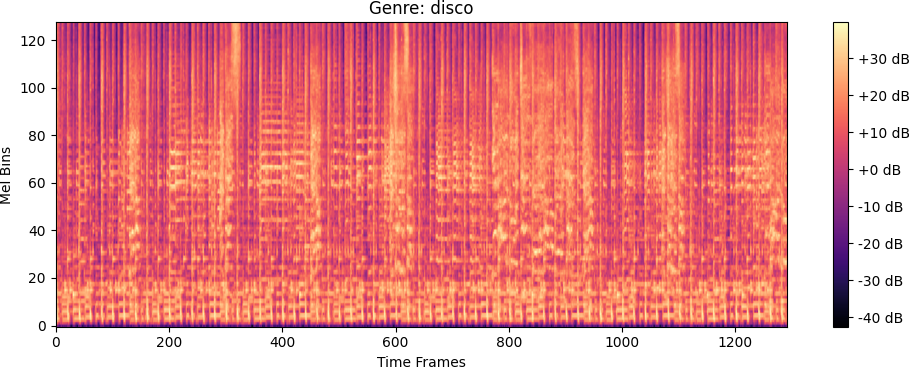 Genre: disco
120
100
80
60
40
20
0
Mel Bins
0 200 400 600 800 1000 1200
Time Frames
+30 dB
+20 dB
+10 dB
+0 dB
-10 dB
-20 dB
-30 dB
-40 dB